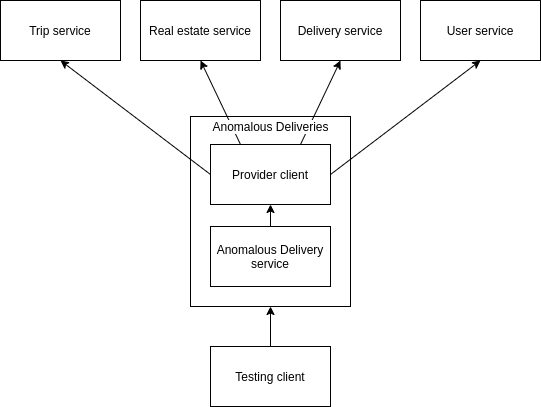 Trip service
Real estate service
Delivery service
User service
Anomalous Deliveries
Provider client
Anomalous Delivery
service
Testing client